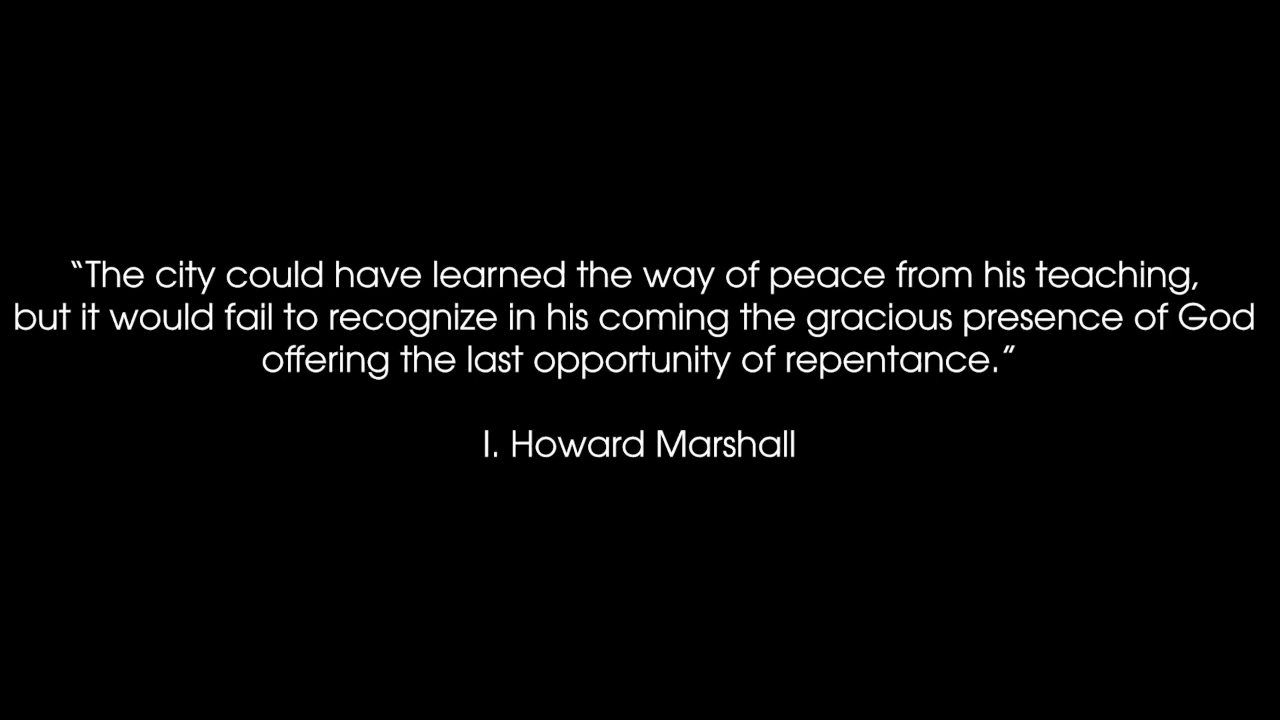 “The city could have learned the way of peace from his teaching,
but it would fail to recognize in his coming the gracious presence of God
offering the last opportunity of repentance.”
I. Howard Marshall